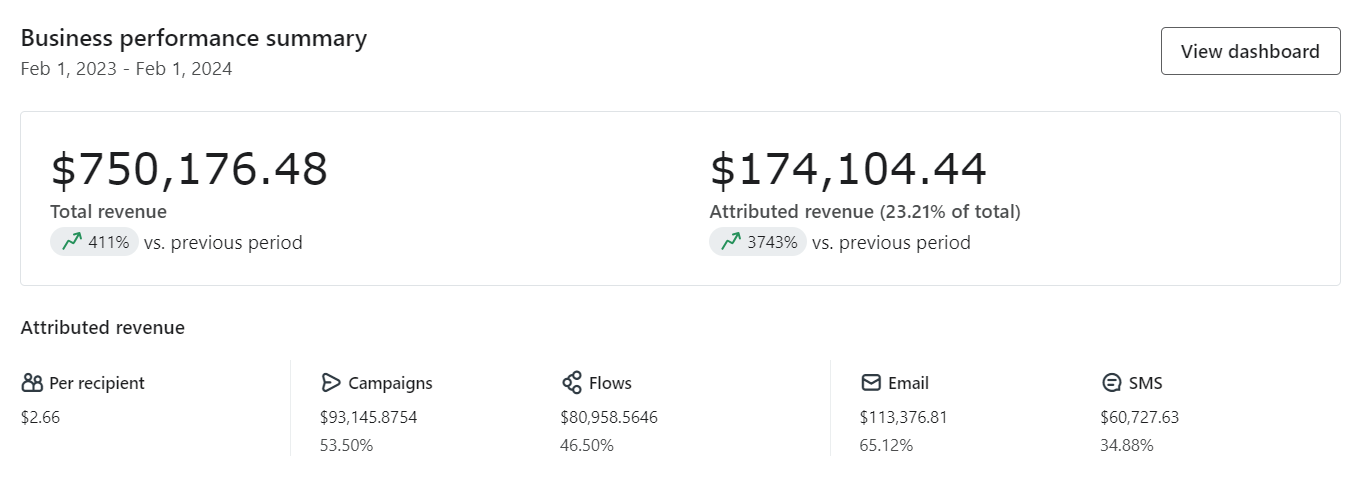 Business performance summary
Feb 1, 2023 - Feb 1, 2024
View dashboard
$750,176.48
Total revenue
411% vs. previous period
$174,104.44
Attributed revenue (23.21% of total)
3743% vs. previous period
Attributed revenue
Per recipient
$2.66
Campaigns
$93,145.8754
53.50%
Flows
$80,958.5646
46.50%
Email
$113,376.81
65.12%
SMS
$60,727.63
34.88%